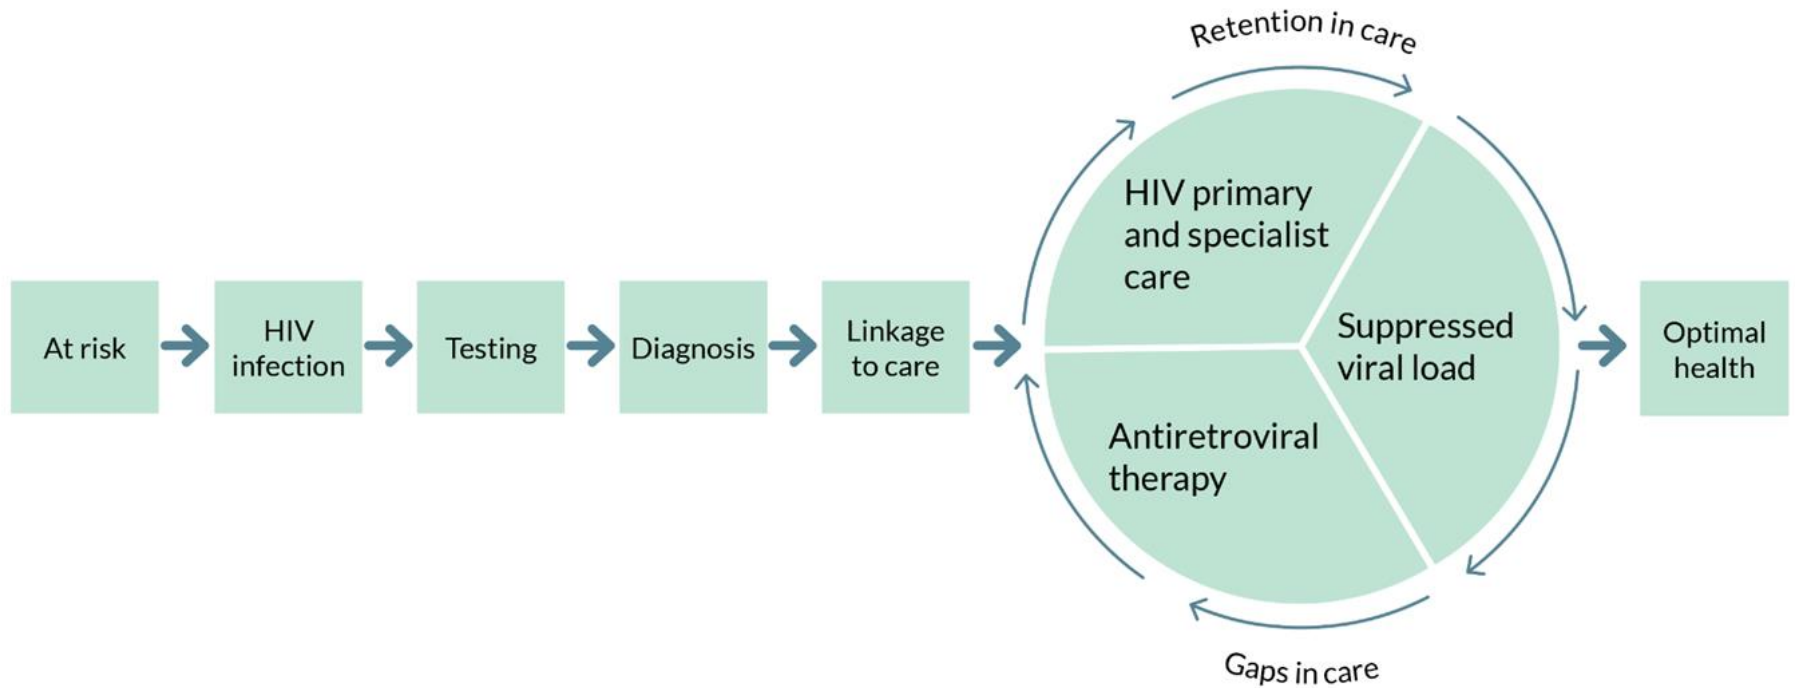 At risk
HIV
infection
Testing
Diagnosis
Linkage
to care
Retention in care
HIV primary
and specialist
care
Suppressed
viral load
Antiretroviral
therapy
Gaps in care
Optimal
health